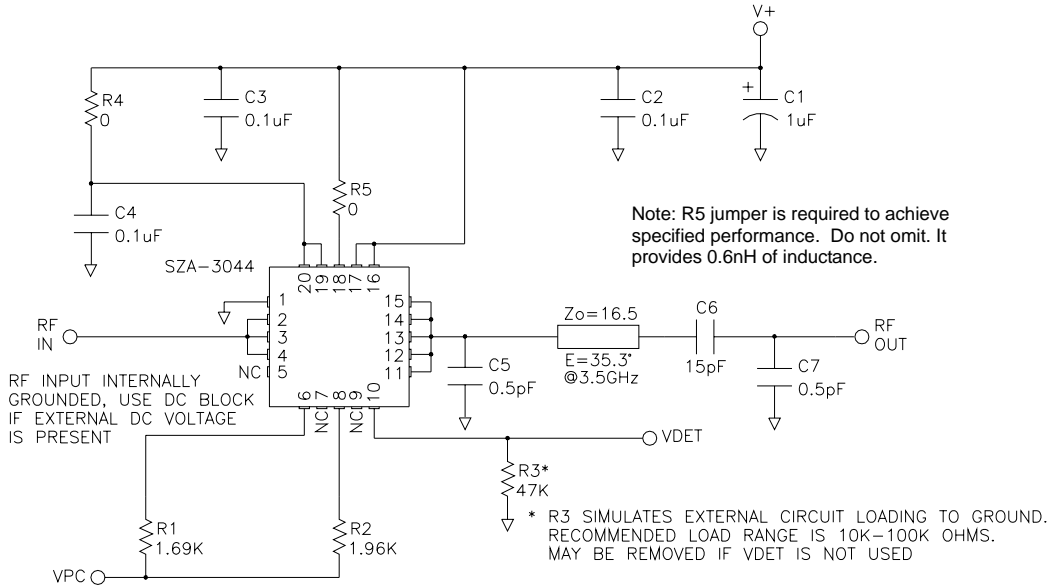 V+
R4
0
C3
0.1uF
C2
0.1uF
+
C1
1uF
R5
0
C4
0.1uF
Note: R5 jumper is required to achieve
specified performance. Do not omit. It
provides 0.6nH of inductance.
SZA-3044
20
19
18
17
16
1
2
3
4
5
15
14
13
12
11
6
7
8
9
10
NC
NC
NC
RF
IN
Zo=16.5
E=35.3°
@3.5GHz
C6
15pF
RF
OUT
C5
0.5pF
C7
0.5pF
RF INPUT INTERNALLY
GROUNDED, USE DC BLOCK
IF EXTERNAL DC VOLTAGE
IS PRESENT
VDET
R3*
47K
R1
1.69K
R2
1.96K
* R3 SIMULATES EXTERNAL CIRCUIT LOADING TO GROUND.
RECOMMENDED LOAD RANGE IS 10K-100K OHMS.
MAY BE REMOVED IF VDET IS NOT USED
VPC